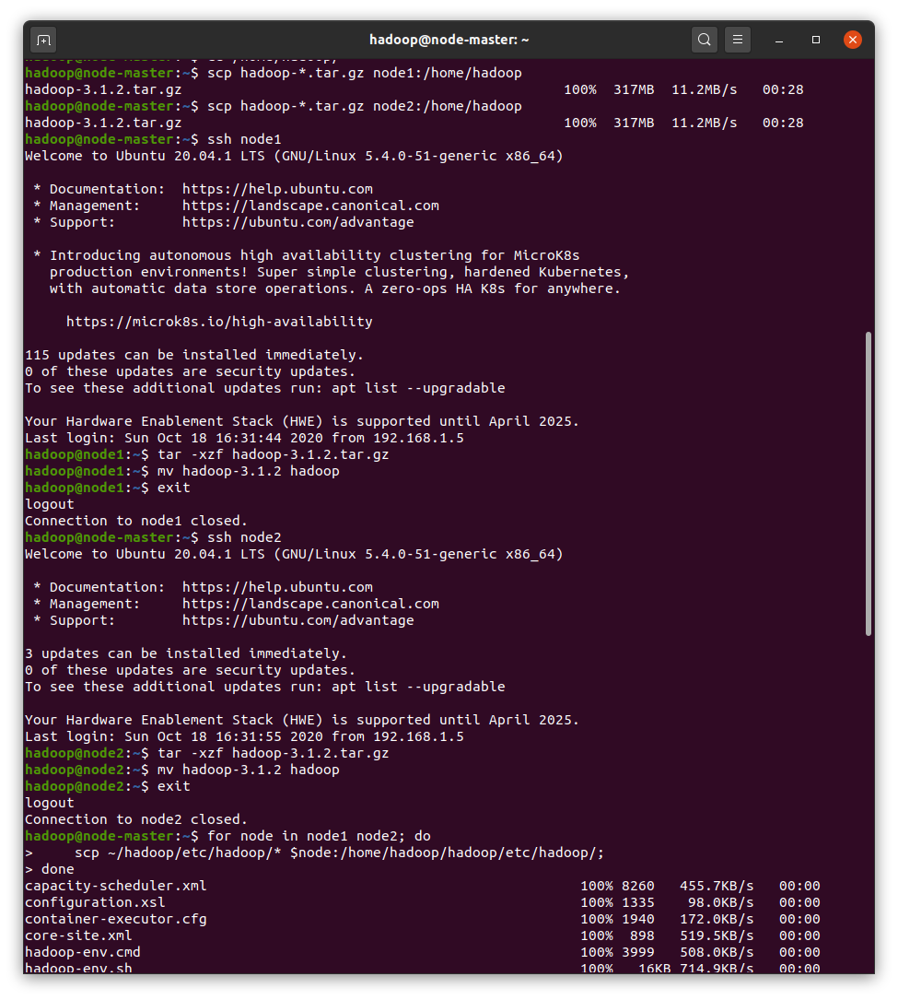 hadoop@node-master: ~
hadoop@node-master:~$ scp hadoop-*.tar.gz node1:/home/hadoop
hadoop-3.1.2.tar.gz 100% 317MB 11.2MB/s 00:28
hadoop@node-master:~$ scp hadoop-*.tar.gz node2:/home/hadoop
hadoop-3.1.2.tar.gz 100% 317MB 11.2MB/s 00:28
hadoop@node-master:~$ ssh node1
Welcome to Ubuntu 20.04.1 LTS (GNU/Linux 5.4.0-51-generic x86_64)
* Documentation: https://help.ubuntu.com
* Management: https://landscape.canonical.com
* Support: https://ubuntu.com/advantage
* Introducing autonomous high availability clustering for MicroK8s
production environments! Super simple clustering, hardened Kubernetes,
with automatic data store operations. A zero-ops HA K8s for anywhere.
https://microk8s.io/high-availability
115 updates can be installed immediately.
0 of these updates are security updates.
To see these additional updates run: apt list --upgradable
Your Hardware Enablement Stack (HWE) is supported until April 2025.
Last login: Sun Oct 18 16:31:44 2020 from 192.168.1.5
hadoop@node1:~$ tar -xzf hadoop-3.1.2.tar.gz
hadoop@node1:~$ mv hadoop-3.1.2 hadoop
hadoop@node1:~$ exit
logout
Connection to node1 closed.
hadoop@node-master:~$ ssh node2
Welcome to Ubuntu 20.04.1 LTS (GNU/Linux 5.4.0-51-generic x86_64)
* Documentation: https://help.ubuntu.com
* Management: https://landscape.canonical.com
* Support: https://ubuntu.com/advantage
3 updates can be installed immediately.
0 of these updates are security updates.
To see these additional updates run: apt list --upgradable
Your Hardware Enablement Stack (HWE) is supported until April 2025.
Last login: Sun Oct 18 16:31:55 2020 from 192.168.1.5
hadoop@node2:~$ tar -xzf hadoop-3.1.2.tar.gz
hadoop@node2:~$ mv hadoop-3.1.2 hadoop
hadoop@node2:~$ exit
logout
Connection to node2 closed.
hadoop@node-master:~$ for node in node1 node2; do
> scp ~/hadoop/etc/hadoop/* $node:/home/hadoop/hadoop/etc/hadoop/;
> done
capacity-scheduler.xml 100% 8260 455.7KB/s 00:00
configuration.xsl 100% 1335 98.0KB/s 00:00
container-executor.cfg 100% 1940 172.0KB/s 00:00
core-site.xml 100% 898 519.5KB/s 00:00
hadoop-env.cmd 100% 3999 508.0KB/s 00:00
hadoop-env.sh 100% 16KB 714.9KB/s 00:00